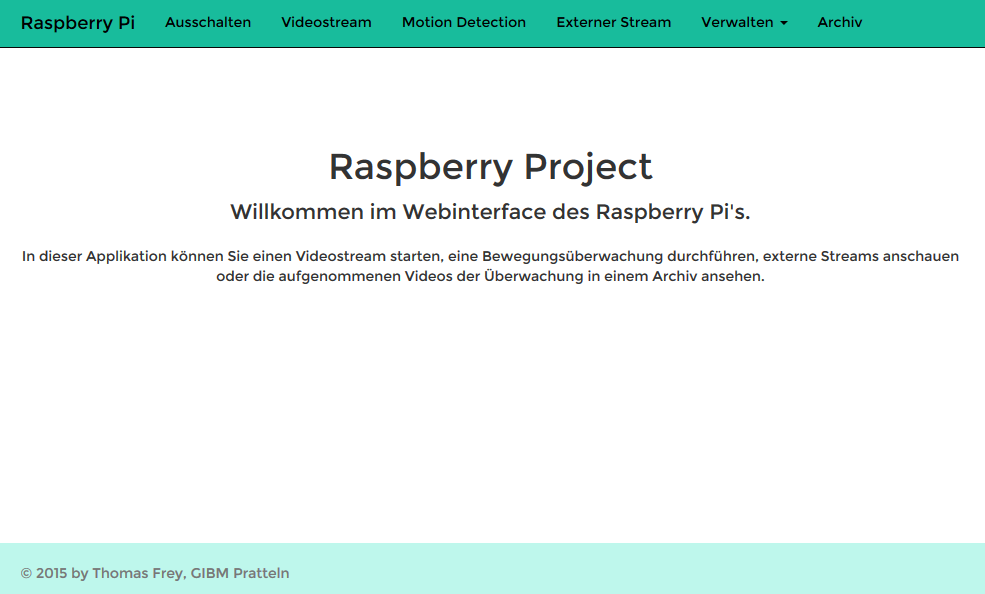 Raspberry Pi Ausschalten Videostream Motion Detection Externer Stream Verwalten Archiv
Raspberry Project
Willkommen im Webinterface des Raspberry Pi's.
In dieser Applikation können Sie einen Videostream starten, eine Bewegungsüberwachung durchführen, externe Streams anschauen
oder die aufgenommenen Videos der Überwachung in einem Archiv ansehen.
© 2015 by Thomas Frey, GIBM Pratteln